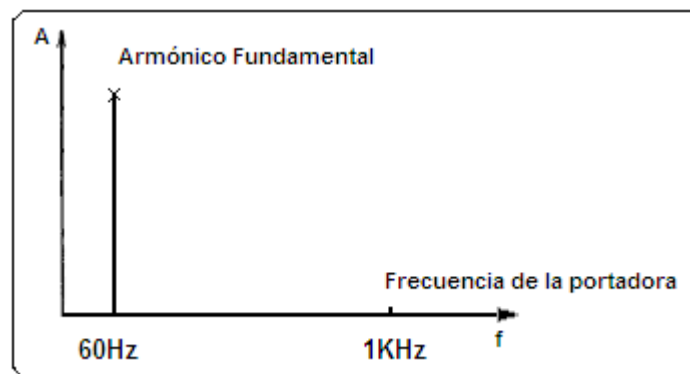 A
Armónico Fundamental
Frecuencia de la portadora
60Hz
1KHz
f